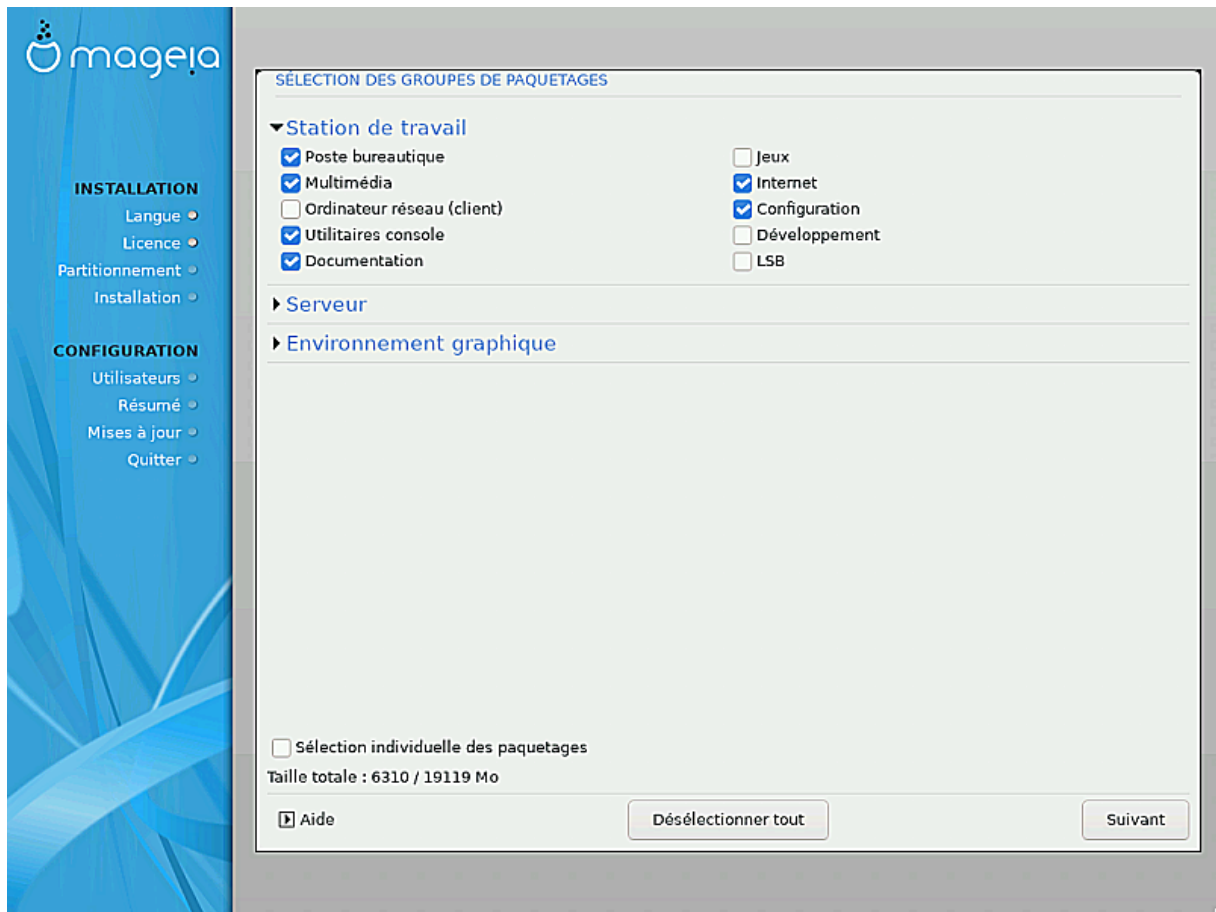 mageia
INSTALLATION
Langue
Licence
Partitionnement
Installation
CONFIGURATION
Utilisateurs
Résumé
Mises à jour
Quitter
SÉLECTION DES GROUPES DE PAQUETAGES
Station de travail
Poste bureautique
Jeux
Multimédia
Internet
Ordinateur réseau (client)
Configuration
Utilitaires console
Développement
Documentation
LSB
Serveur
Environnement graphique
Sélection individuelle des paquetages
Taille totale : 6310 / 19119 Mo
Aide
Désélectionner tout
Suivant